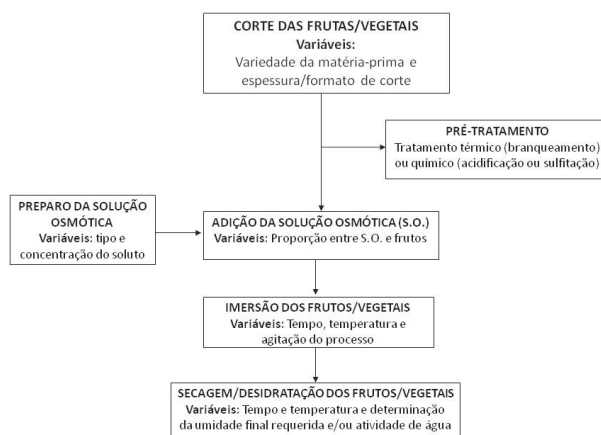 CORTE DAS FRUTAS/VEGETAIS
Variáveis:
Variedade da matéria-prima e
espessura/formato de corte
PRÉ-TRATAMENTO
Tratamento térmico (branqueamento)
ou químico (acidificação ou sulfitação)
PREPARO DA SOLUÇÃO
OSMÓTICA
Variáveis: tipo e
concentração do soluto
ADIÇÃO DA SOLUÇÃO OSMÓTICA (S.O.)
Variáveis: Proporção entre S.O. e frutos
IMERSÃO DOS FRUTOS/VEGETAIS
Variáveis: Tempo, temperatura e
agitação do processo
SECAGEM/DESIDRATAÇÃO DOS FRUTOS/VEGETAIS
Variáveis: Tempo e temperatura e determinação
da umidade final requerida e/ou atividade de água